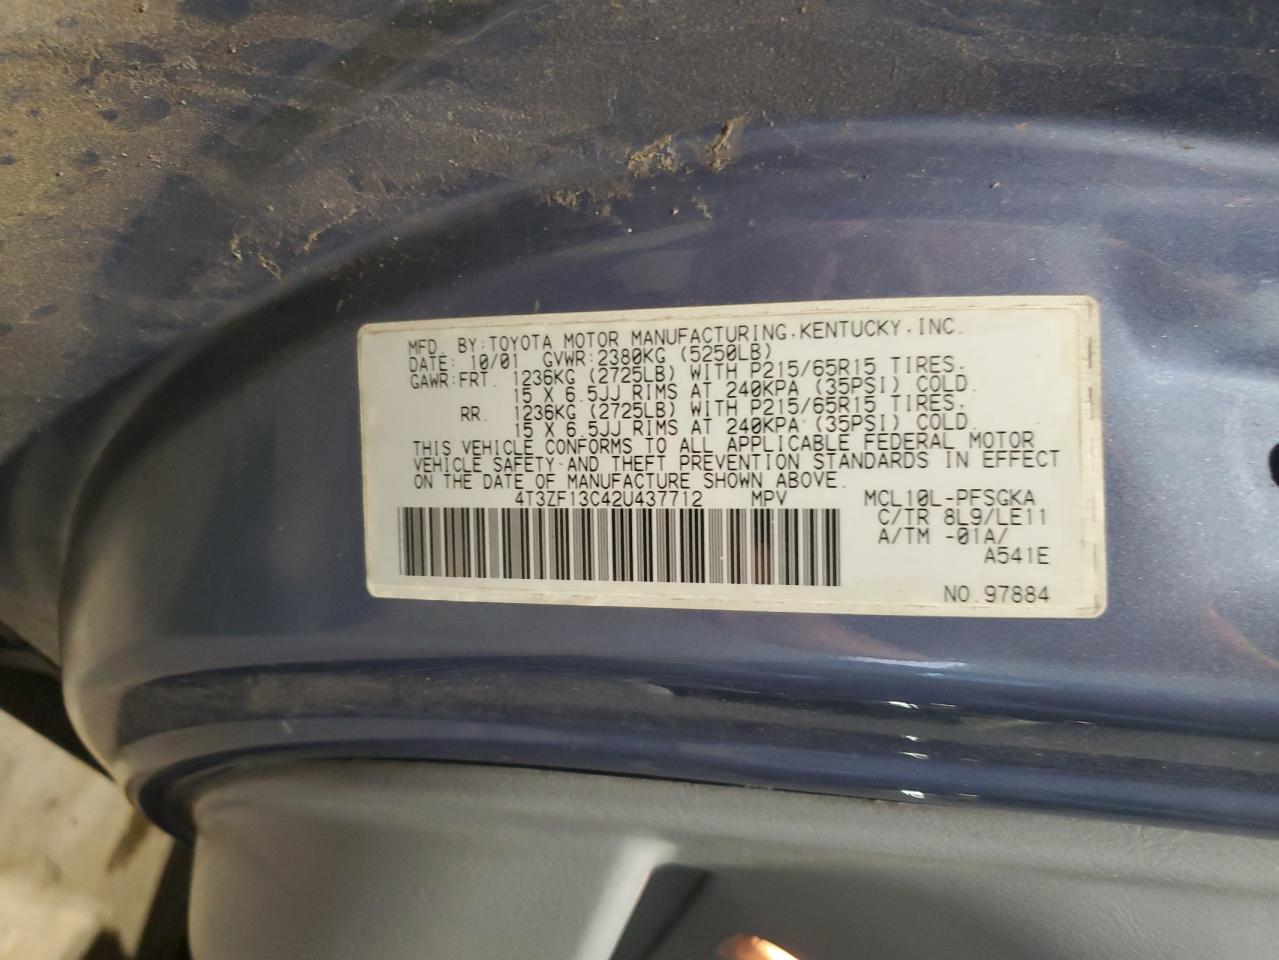 MFD. BY: TOYOTA MOTOR MANUFACTURING, KENTUCKY, INC.
DATE: 10/01 GVWR: 2380KG (5250LB)
GAWR: FRT. 1236KG (2725LB) WITH P215/65R15 TIRES.
15 X 6.5JJ RIMS AT 240KPA (35PSI) COLD.
RR. 1236KG (2725LB) WITH P215/65R15 TIRES.
15 X 6.5JJ RIMS AT 240KPA (35PSI) COLD.
THIS VEHICLE CONFORMS TO ALL APPLICABLE FEDERAL MOTOR
VEHICLE SAFETY AND THEFT PREVENTION STANDARDS IN EFFECT
ON THE DATE OF MANUFACTURE SHOWN ABOVE.
4T3ZF13C42U437712 MPV MCL10L-PFSGKA
C/TR 8L9/LE11
A/TM -01A/
A541E
NO. 97884